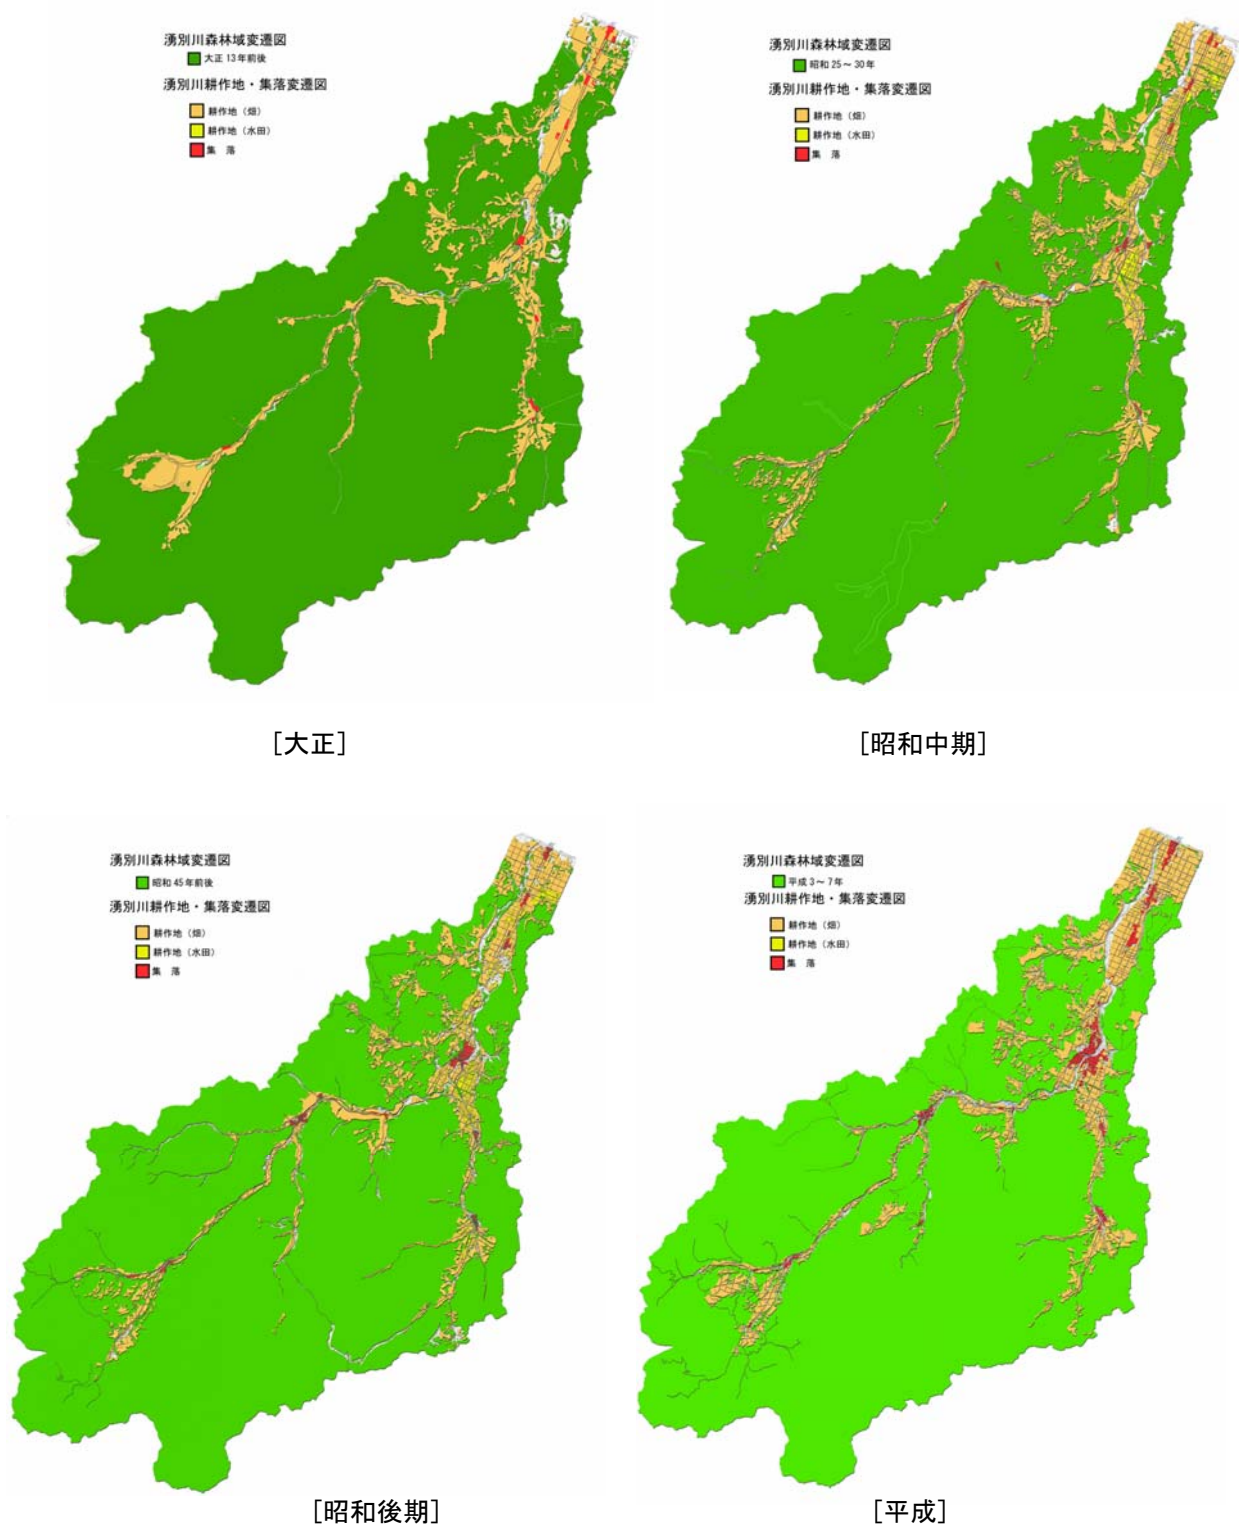 湧別川森林域変遷図
大正13年前後
湧別川耕作地・集落変遷図
耕作地（畑）
耕作地（水田）
集 落
湧別川森林域変遷図
昭和25～30年
湧別川耕作地・集落変遷図
耕作地（畑）
耕作地（水田）
集 落
［大正］
［昭和中期］
湧別川森林域変遷図
昭和45年前後
湧別川耕作地・集落変遷図
耕作地（畑）
耕作地（水田）
集 落
湧別川森林域変遷図
平成3～7年
湧別川耕作地・集落変遷図
耕作地（畑）
耕作地（水田）
集 落
［昭和後期］
［平成］